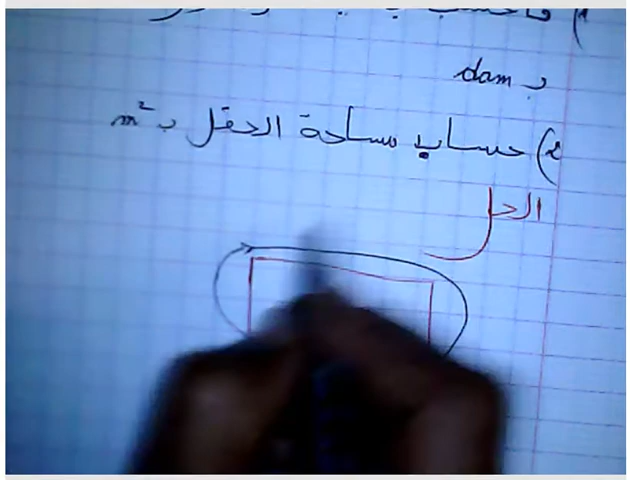 ب dam
2) حساب مساحة الحقل ب m²
الحل